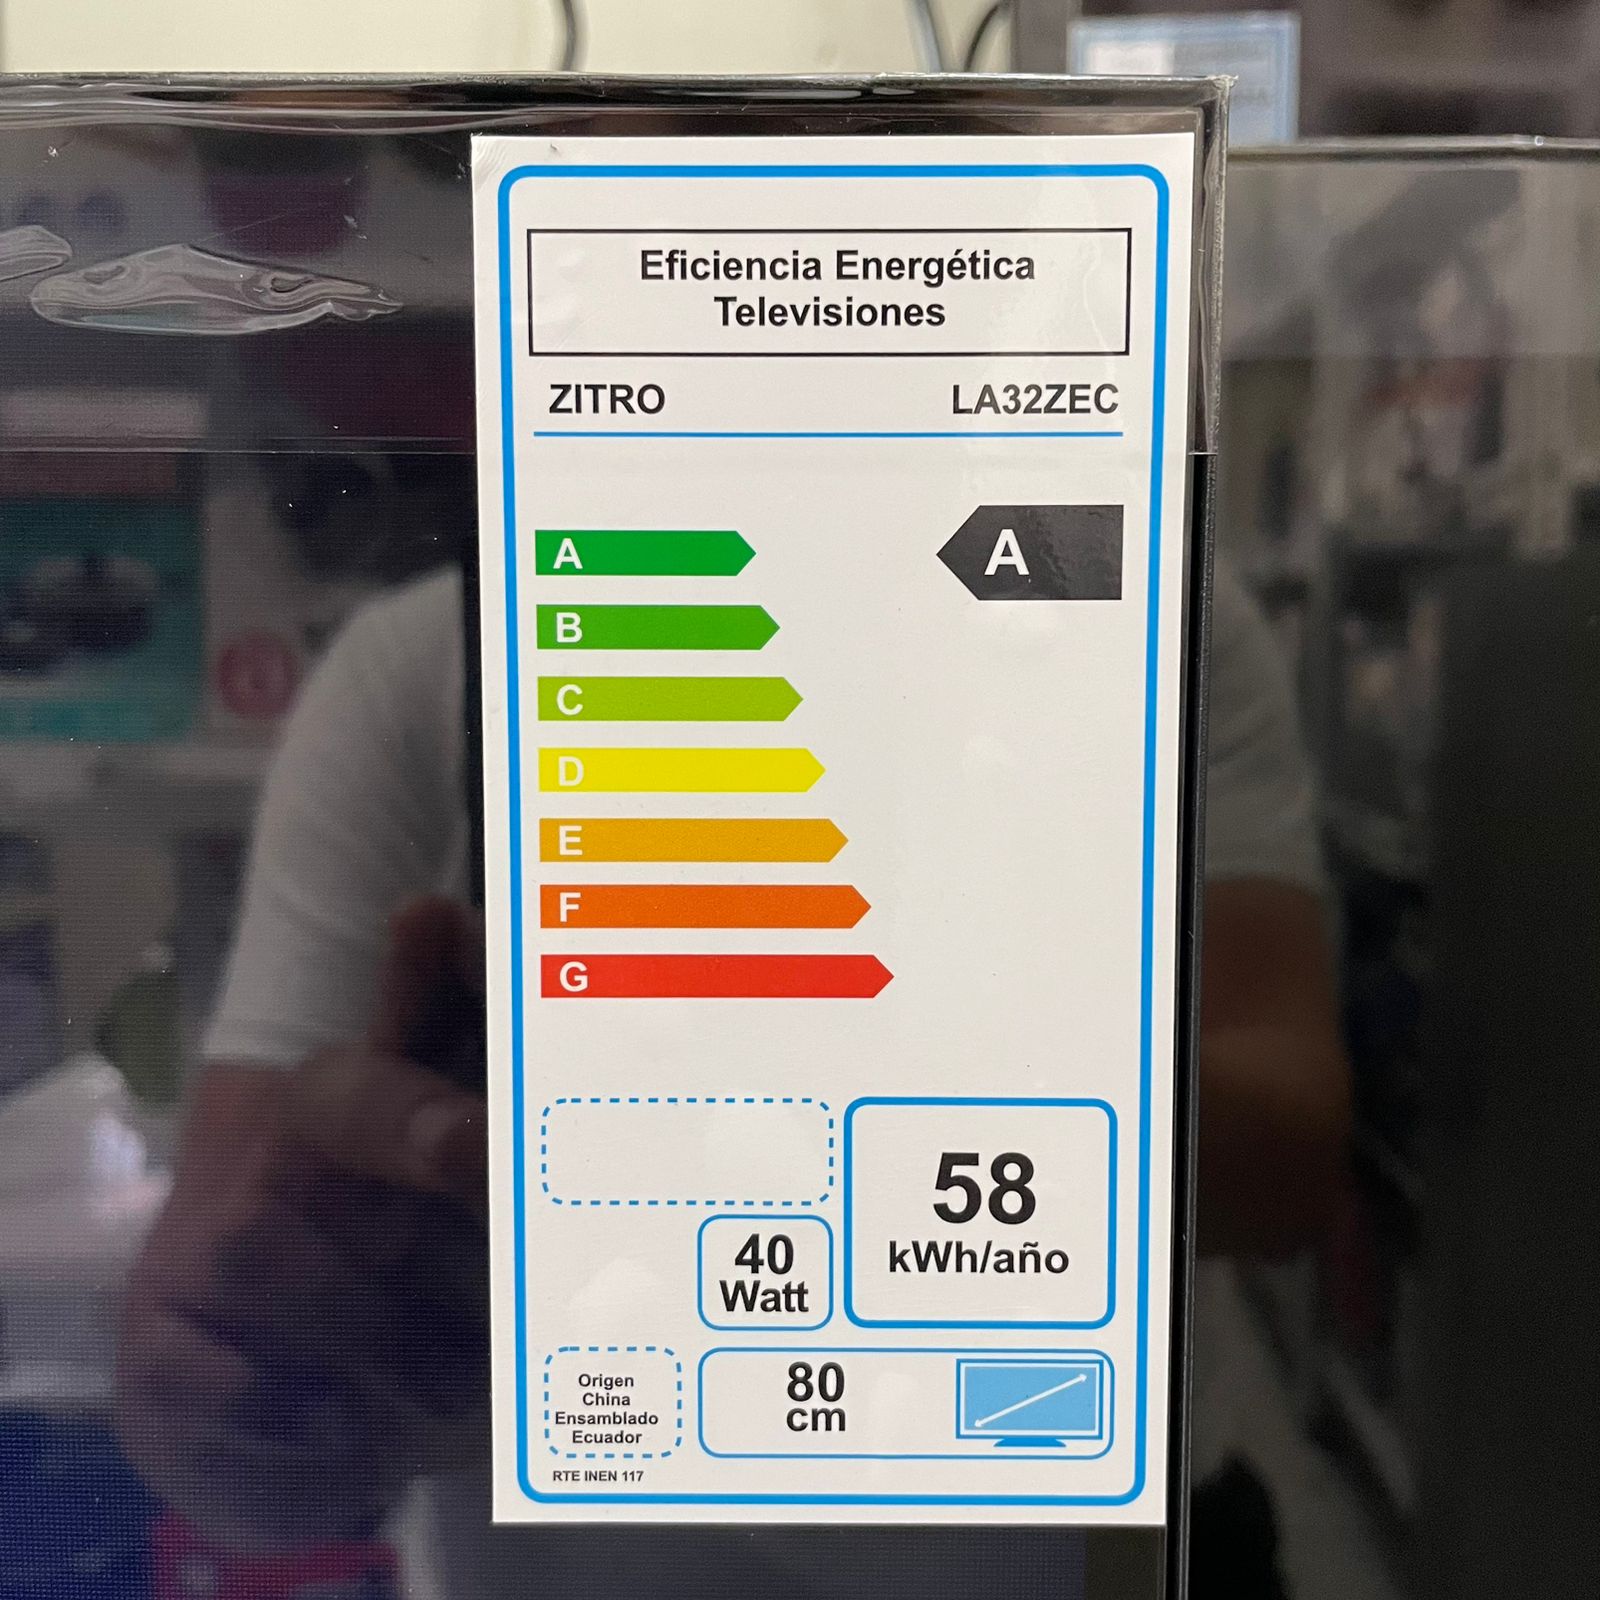 Eficiencia Energética
Televisiones
ZITRO LA32ZEC
A A
B
C
D
E
F
G
58
kWh/año
40
Watt
Origen
China
Ensamblado
Ecuador
80
cm
RTE INEN 117